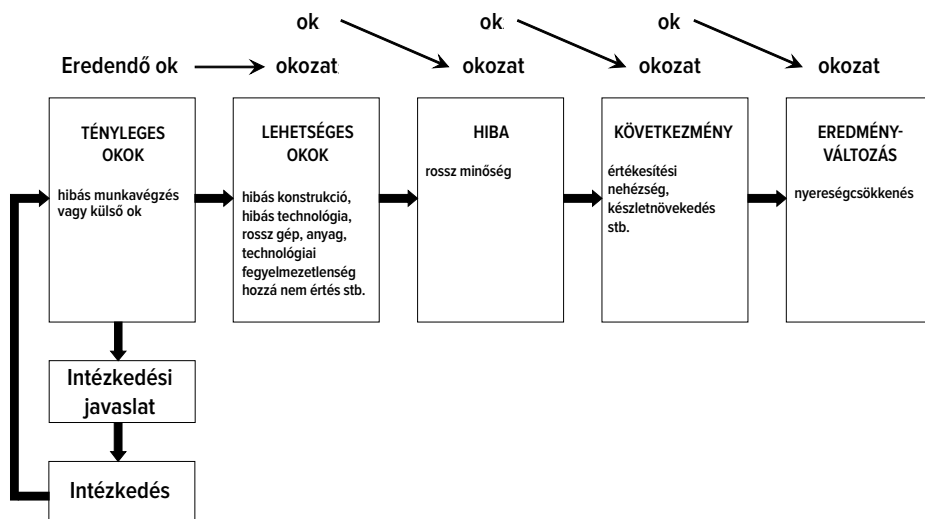 ok
ok
ok
Eredendő ok
okozat
okozat
okozat
okozat
TÉNYLEGES
OKOK
hibás munkavégzés
vagy külső ok
LEHETSÉGES
OKOK
hibás konstrukció,
hibás technológia,
rossz gép, anyag,
technológiai
fegyelmezetlenség
hozzá nem értés stb.
HIBA
rossz minőség
KÖVETKEZMÉNY
értékesítési
nehézség,
készletnövekedés
stb.
EREDMÉNY-
VÁLTOZÁS
nyereségcsökkenés
Intézkedési
javaslat
Intézkedés